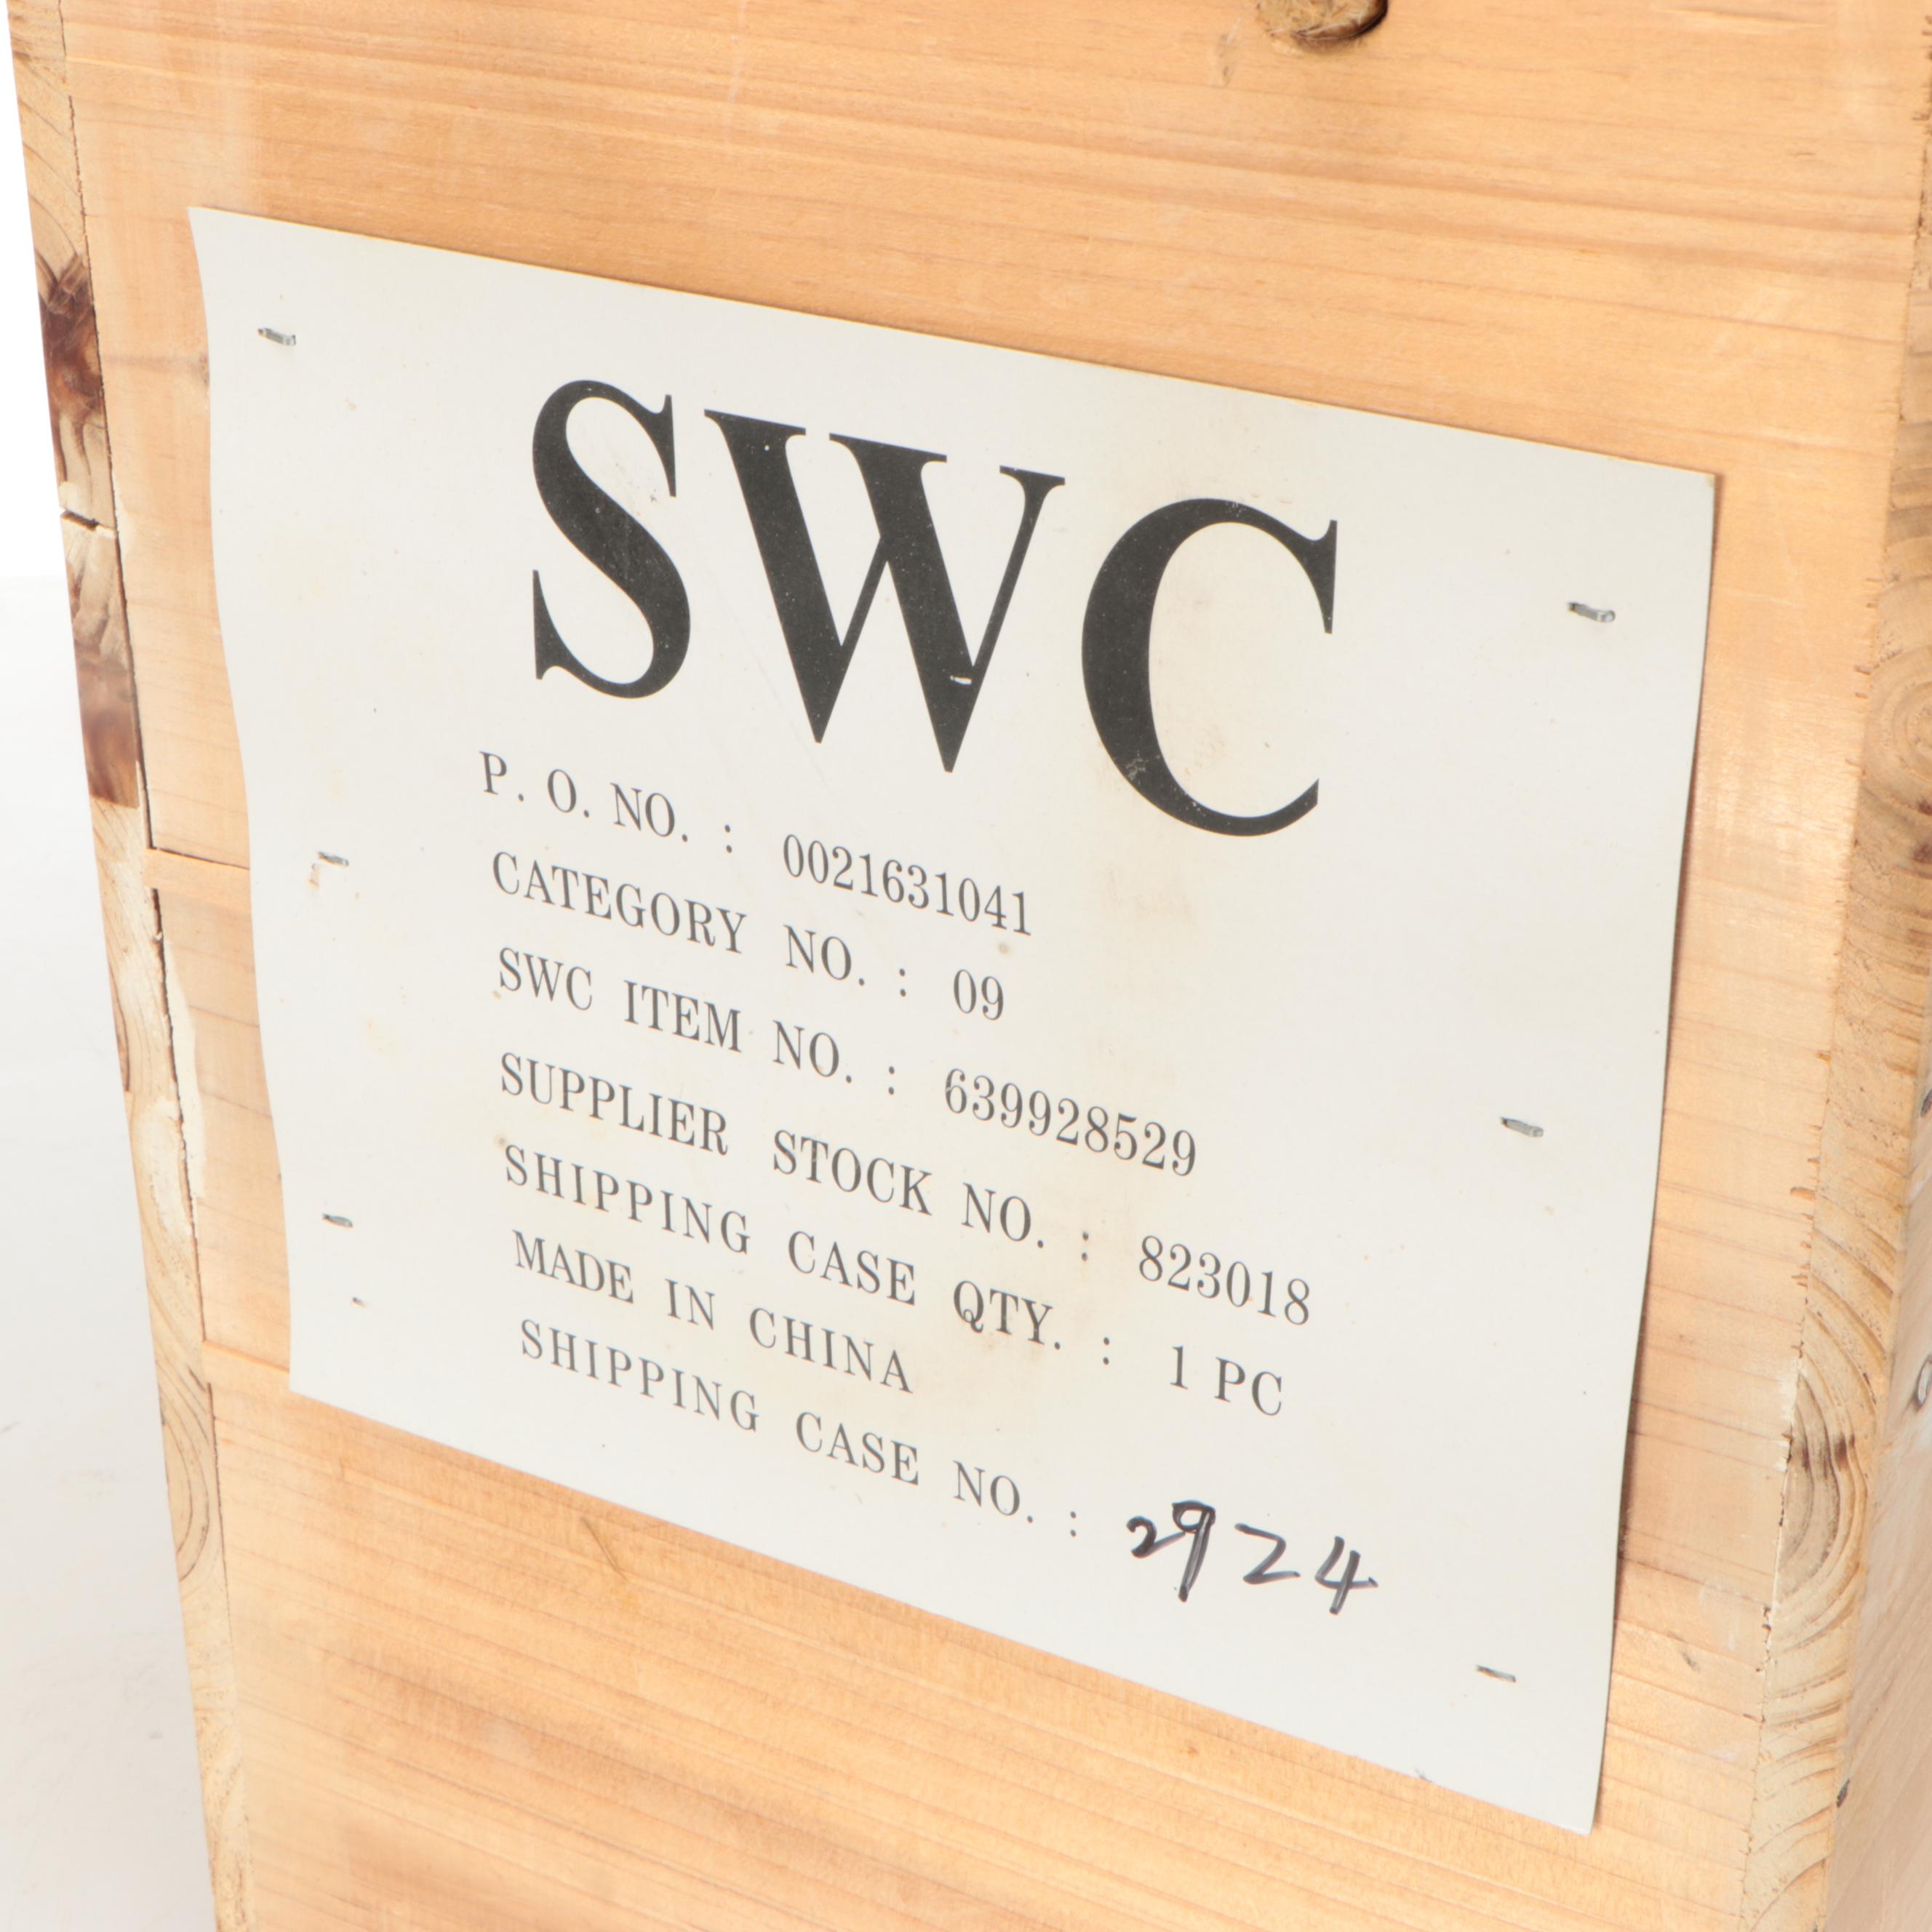 SWC
P. O. NO. : 0021631041
CATEGORY NO. : 09
SWC ITEM NO. : 639928529
SUPPLIER STOCK NO. : 823018
SHIPPING CASE QTY. : 1 PC
MADE IN CHINA
SHIPPING CASE NO. : 2924